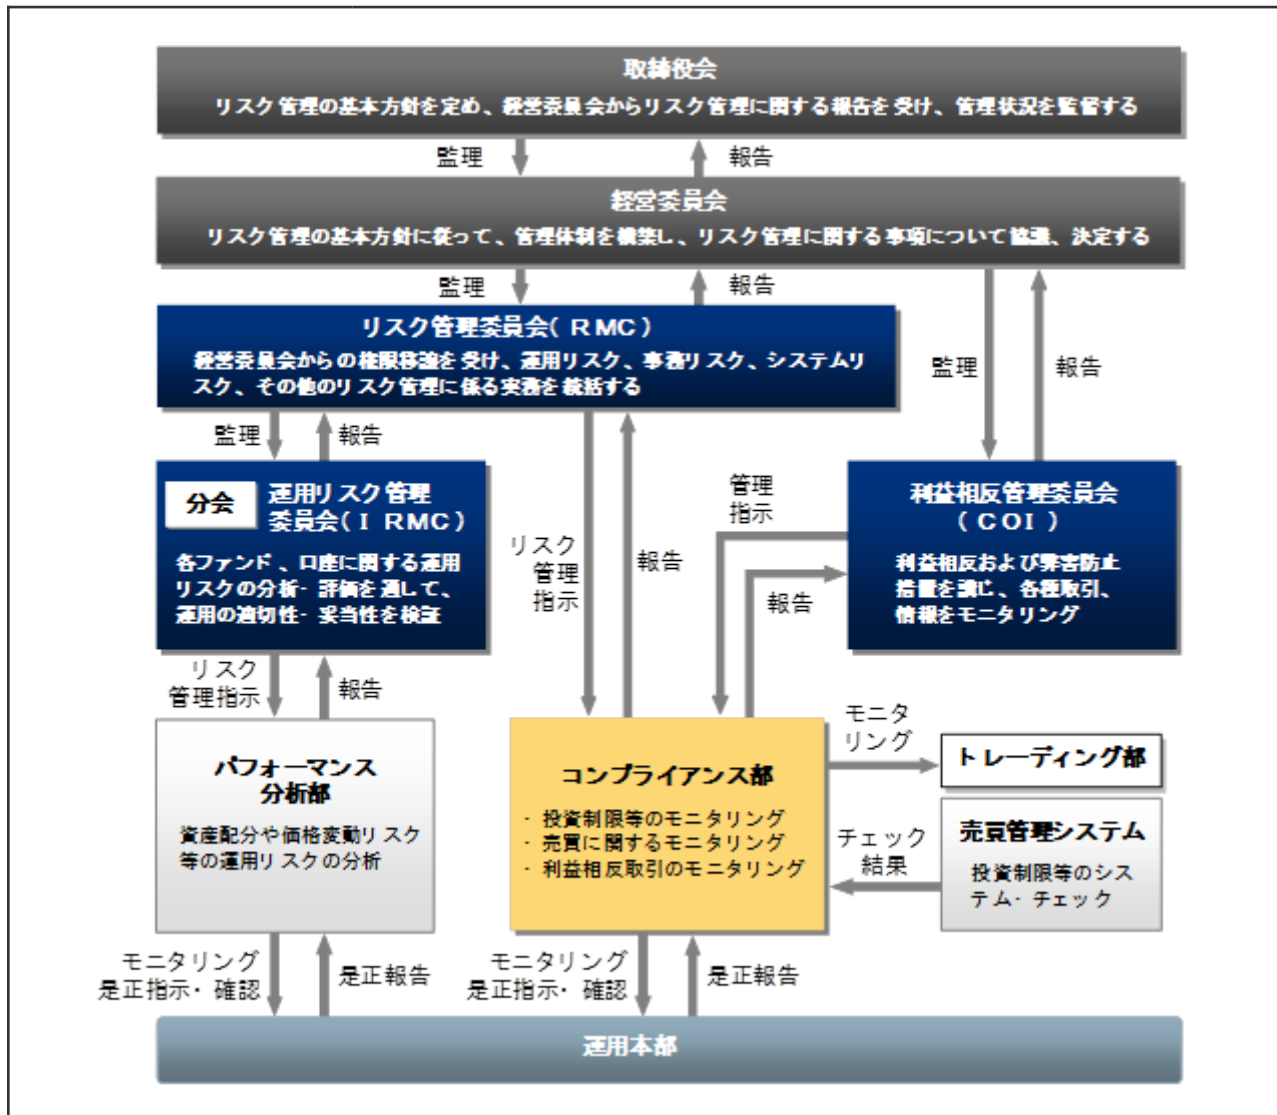 取締役会
リスク管理の基本方針を定め、経営委員会からリスク管理に関する報告を受け、管理状況を監督する
監理
報告
経営委員会
リスク管理の基本方針に従って、管理体制を構築し、リスク管理に関する事項について協議、決定する
監理
報告
監理
報告
リスク管理委員会(RMC)
経営委員会からの権限移譲を受け、運用リスク、事務リスク、システムリ
スク、その他のリスク管理に係る実務を統括する
監理
報告
分会
運用リスク管理
委員会(IRMC)
各ファンド、口座に関する運用
リスクの分析・評価を通して、
運用の適切性・妥当性を検証
リスク
管理
指示
報告
管理
指示
報告
利益相反管理委員会
(COI)
利益相反および弊害防止
措置を講じ、各種取引、
情報をモニタリング
リスク
管理指示
報告
パフォーマンス
分析部
資産配分や価格変動リスク
等の運用リスクの分析
コンプライアンス部
・投資制限等のモニタリング
・売買に関するモニタリング
・利益相反取引のモニタリング
モニタ
リング
トレーディング部
チェック
結果
売買管理システム
投資制限等のシス
テム・チェック
モニタリング
是正指示・確認
是正報告
モニタリング
是正指示・確認
是正報告
運用本部